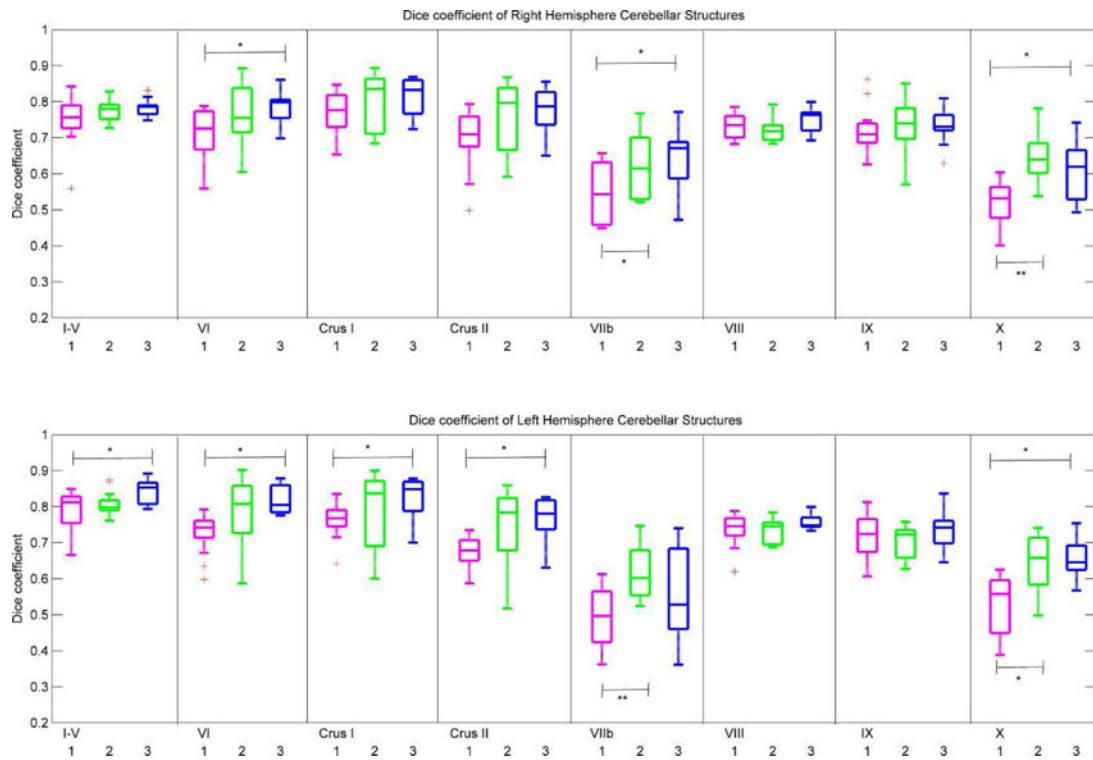 Dice coefficient of Right Hemisphere Cerebellar Structures
1
0.9
0.8
0.7
0.6
0.5
0.4
0.3
0.2
Dice coefficient
* * * * ** *
I-V VI Crus I Crus II VIIb VIII IX X
1 2 3 1 2 3 1 2 3 1 2 3 1 2 3 1 2 3 1 2 3 1 2 3
Dice coefficient of Left Hemisphere Cerebellar Structures
1
0.9
0.8
0.7
0.6
0.5
0.4
0.3
0.2
Dice coefficient
* * * * * ** *
I-V VI Crus I Crus II VIIb VIII IX X
1 2 3 1 2 3 1 2 3 1 2 3 1 2 3 1 2 3 1 2 3 1 2 3